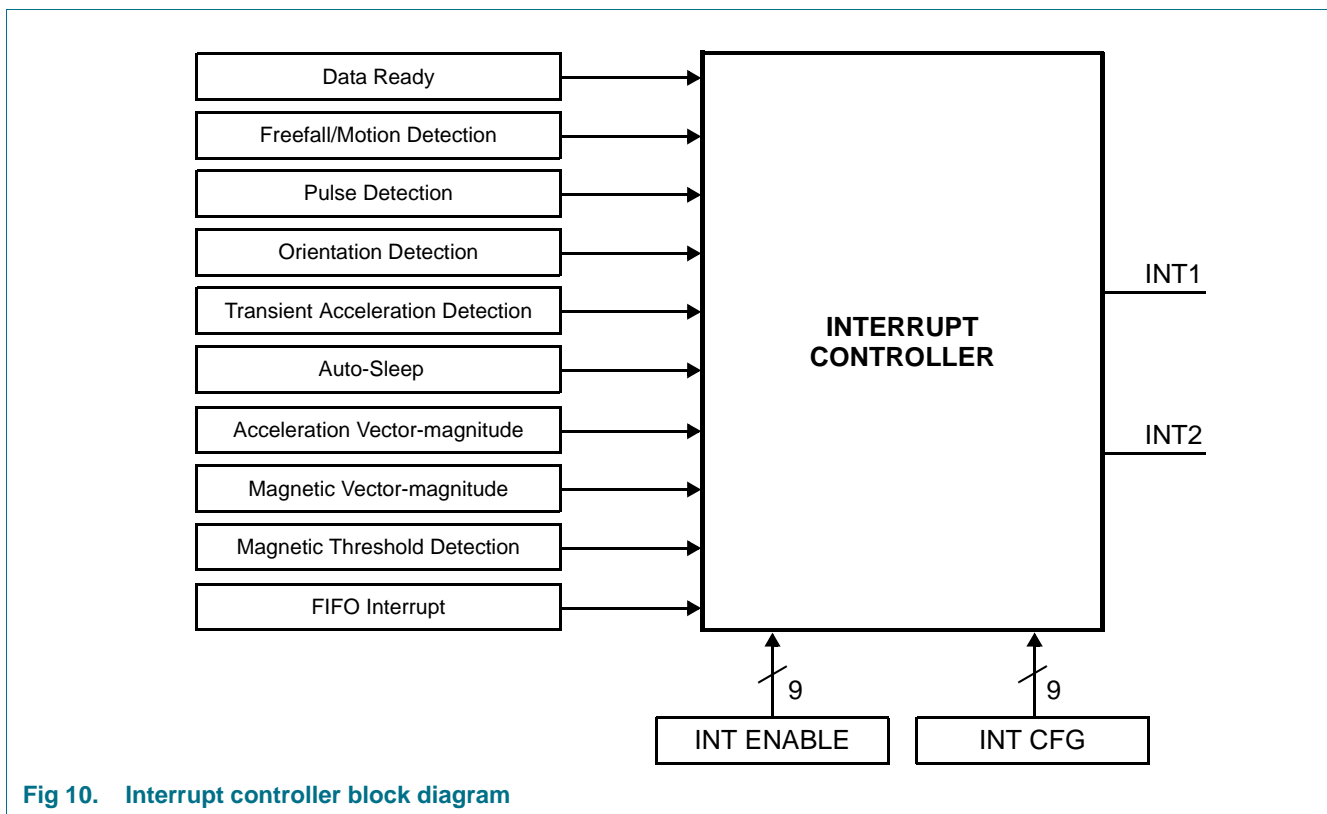 Data Ready
Freefall/Motion Detection
Pulse Detection
Orientation Detection
Transient Acceleration Detection
Auto-Sleep
Acceleration Vector-magnitude
Magnetic Vector-magnitude
Magnetic Threshold Detection
FIFO Interrupt
INTERRUPT
CONTROLLER
INT1
INT2
9
9
INT ENABLE
INT CFG
Fig 10. Interrupt controller block diagram